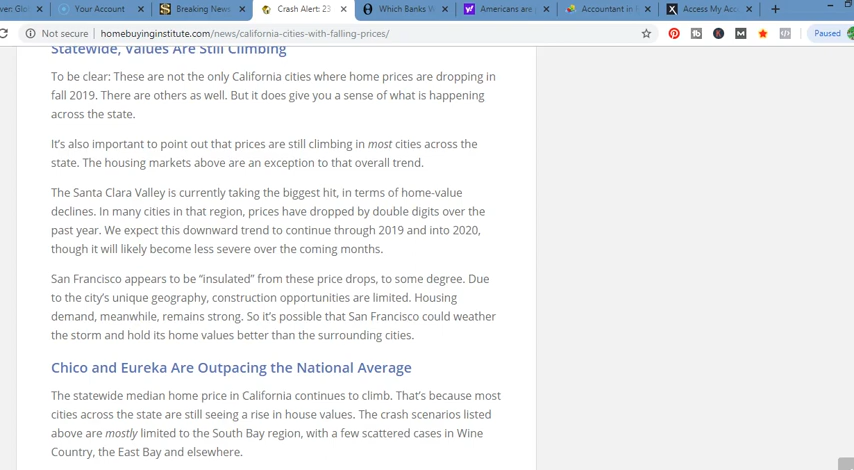 ver: Glo
Your Account
Breaking News
Crash Alert: 23
Which Banks
Americans are
Accountant in
Access My Acc
Not secure | homebuyinginstitute.com/news/california-cities-with-falling-prices/
Paused
Statewide, Values Are Still Climbing
To be clear: These are not the only California cities where home prices are dropping in
fall 2019. There are others as well. But it does give you a sense of what is happening
across the state.
It's also important to point out that prices are still climbing in most cities across the
state. The housing markets above are an exception to that overall trend.
The Santa Clara Valley is currently taking the biggest hit, in terms of home-value
declines. In many cities in that region, prices have dropped by double digits over the
past year. We expect this downward trend to continue through 2019 and into 2020,
though it will likely become less severe over the coming months.
San Francisco appears to be “insulated” from these price drops, to some degree. Due
to the city's unique geography, construction opportunities are limited. Housing
demand, meanwhile, remains strong. So it's possible that San Francisco could weather
the storm and hold its home values better than the surrounding cities.
Chico and Eureka Are Outpacing the National Average
The statewide median home price in California continues to climb. That's because most
cities across the state are still seeing a rise in house values. The crash scenarios listed
above are mostly limited to the South Bay region, with a few scattered cases in Wine
Country, the East Bay and elsewhere.